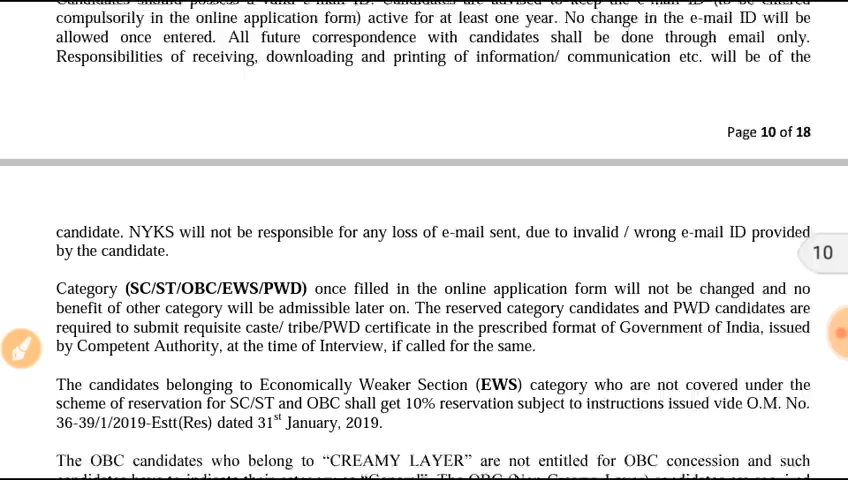 compulsorily in the online application form) active for at least one year. No change in the e-mail ID will be
allowed once entered. All future correspondence with candidates shall be done through email only.
Responsibilities of receiving, downloading and printing of information/ communication etc. will be of the
Page 10 of 18
candidate. NYKS will not be responsible for any loss of e-mail sent, due to invalid / wrong e-mail ID provided
by the candidate.
10
Category (SC/ST/OBC/EWS/PWD) once filled in the online application form will not be changed and no
benefit of other category will be admissible later on. The reserved category candidates and PWD candidates are
required to submit requisite caste/ tribe/PWD certificate in the prescribed format of Government of India, issued
by Competent Authority, at the time of Interview, if called for the same.
The candidates belonging to Economically Weaker Section (EWS) category who are not covered under the
scheme of reservation for SC/ST and OBC shall get 10% reservation subject to instructions issued vide O.M. No.
36-39/1/2019-Estt(Res) dated 31st January, 2019.
The OBC candidates who belong to “CREAMY LAYER” are not entitled for OBC concession and such